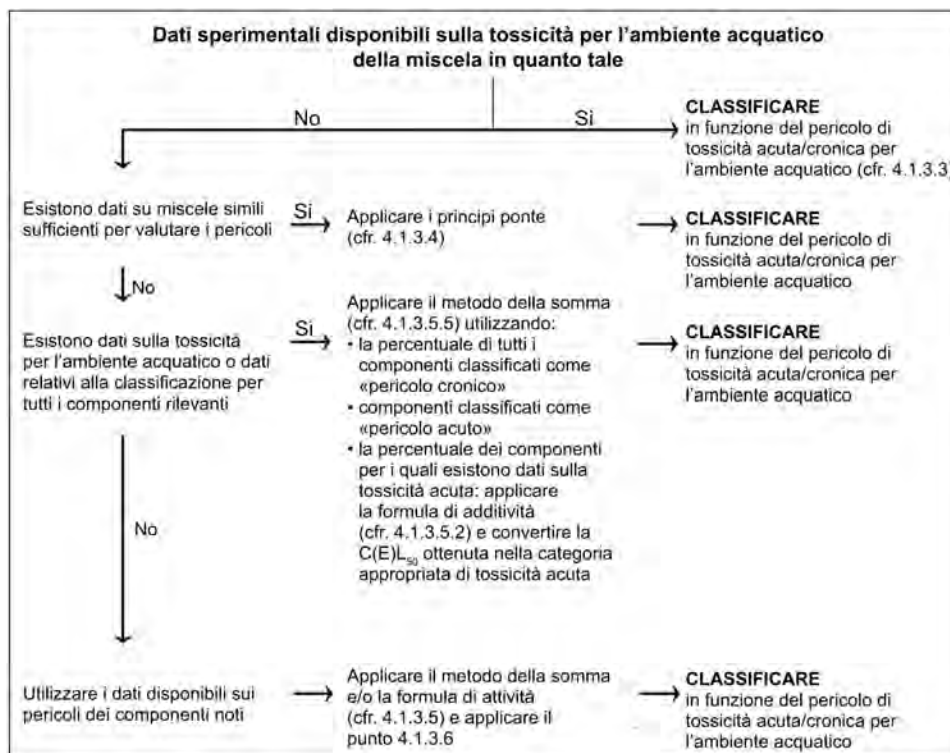 Dati sperimentali disponibili sulla tossicità per l'ambiente acquatico
della miscela in quanto tale
No
Si
CLASSIFICARE
in funzione del pericolo di
tossicità acuta/cronica per
l'ambiente acquatico (cfr. 4.1.3.3)
Esistono dati su miscele simili
sufficienti per valutare i pericoli
Si
Applicare i principi ponte
(cfr. 4.1.3.4)
CLASSIFICARE
in funzione del pericolo di
tossicità acuta/cronica per
l'ambiente acquatico
No
Esistono dati sulla tossicità
per l'ambiente acquatico o dati
relativi alla classificazione per
tutti i componenti rilevanti
Si
Applicare il metodo della somma
(cfr. 4.1.3.5.5) utilizzando:
• la percentuale di tutti i
componenti classificati come
«pericolo cronico»
• componenti classificati come
«pericolo acuto»
• la percentuale dei componenti
per i quali esistono dati sulla
tossicità acuta: applicare
la formula di additività
(cfr. 4.1.3.5.2) e convertire la
C(E)L50 ottenuta nella categoria
appropriata di tossicità acuta
CLASSIFICARE
in funzione del pericolo di
tossicità acuta/cronica per
l'ambiente acquatico
No
Utilizzare i dati disponibili sui
pericoli dei componenti noti
Applicare il metodo della somma
e/o la formula di attività
(cfr. 4.1.3.5) e applicare il
punto 4.1.3.6
CLASSIFICARE
in funzione del pericolo di
tossicità acuta/cronica per
l'ambiente acquatico